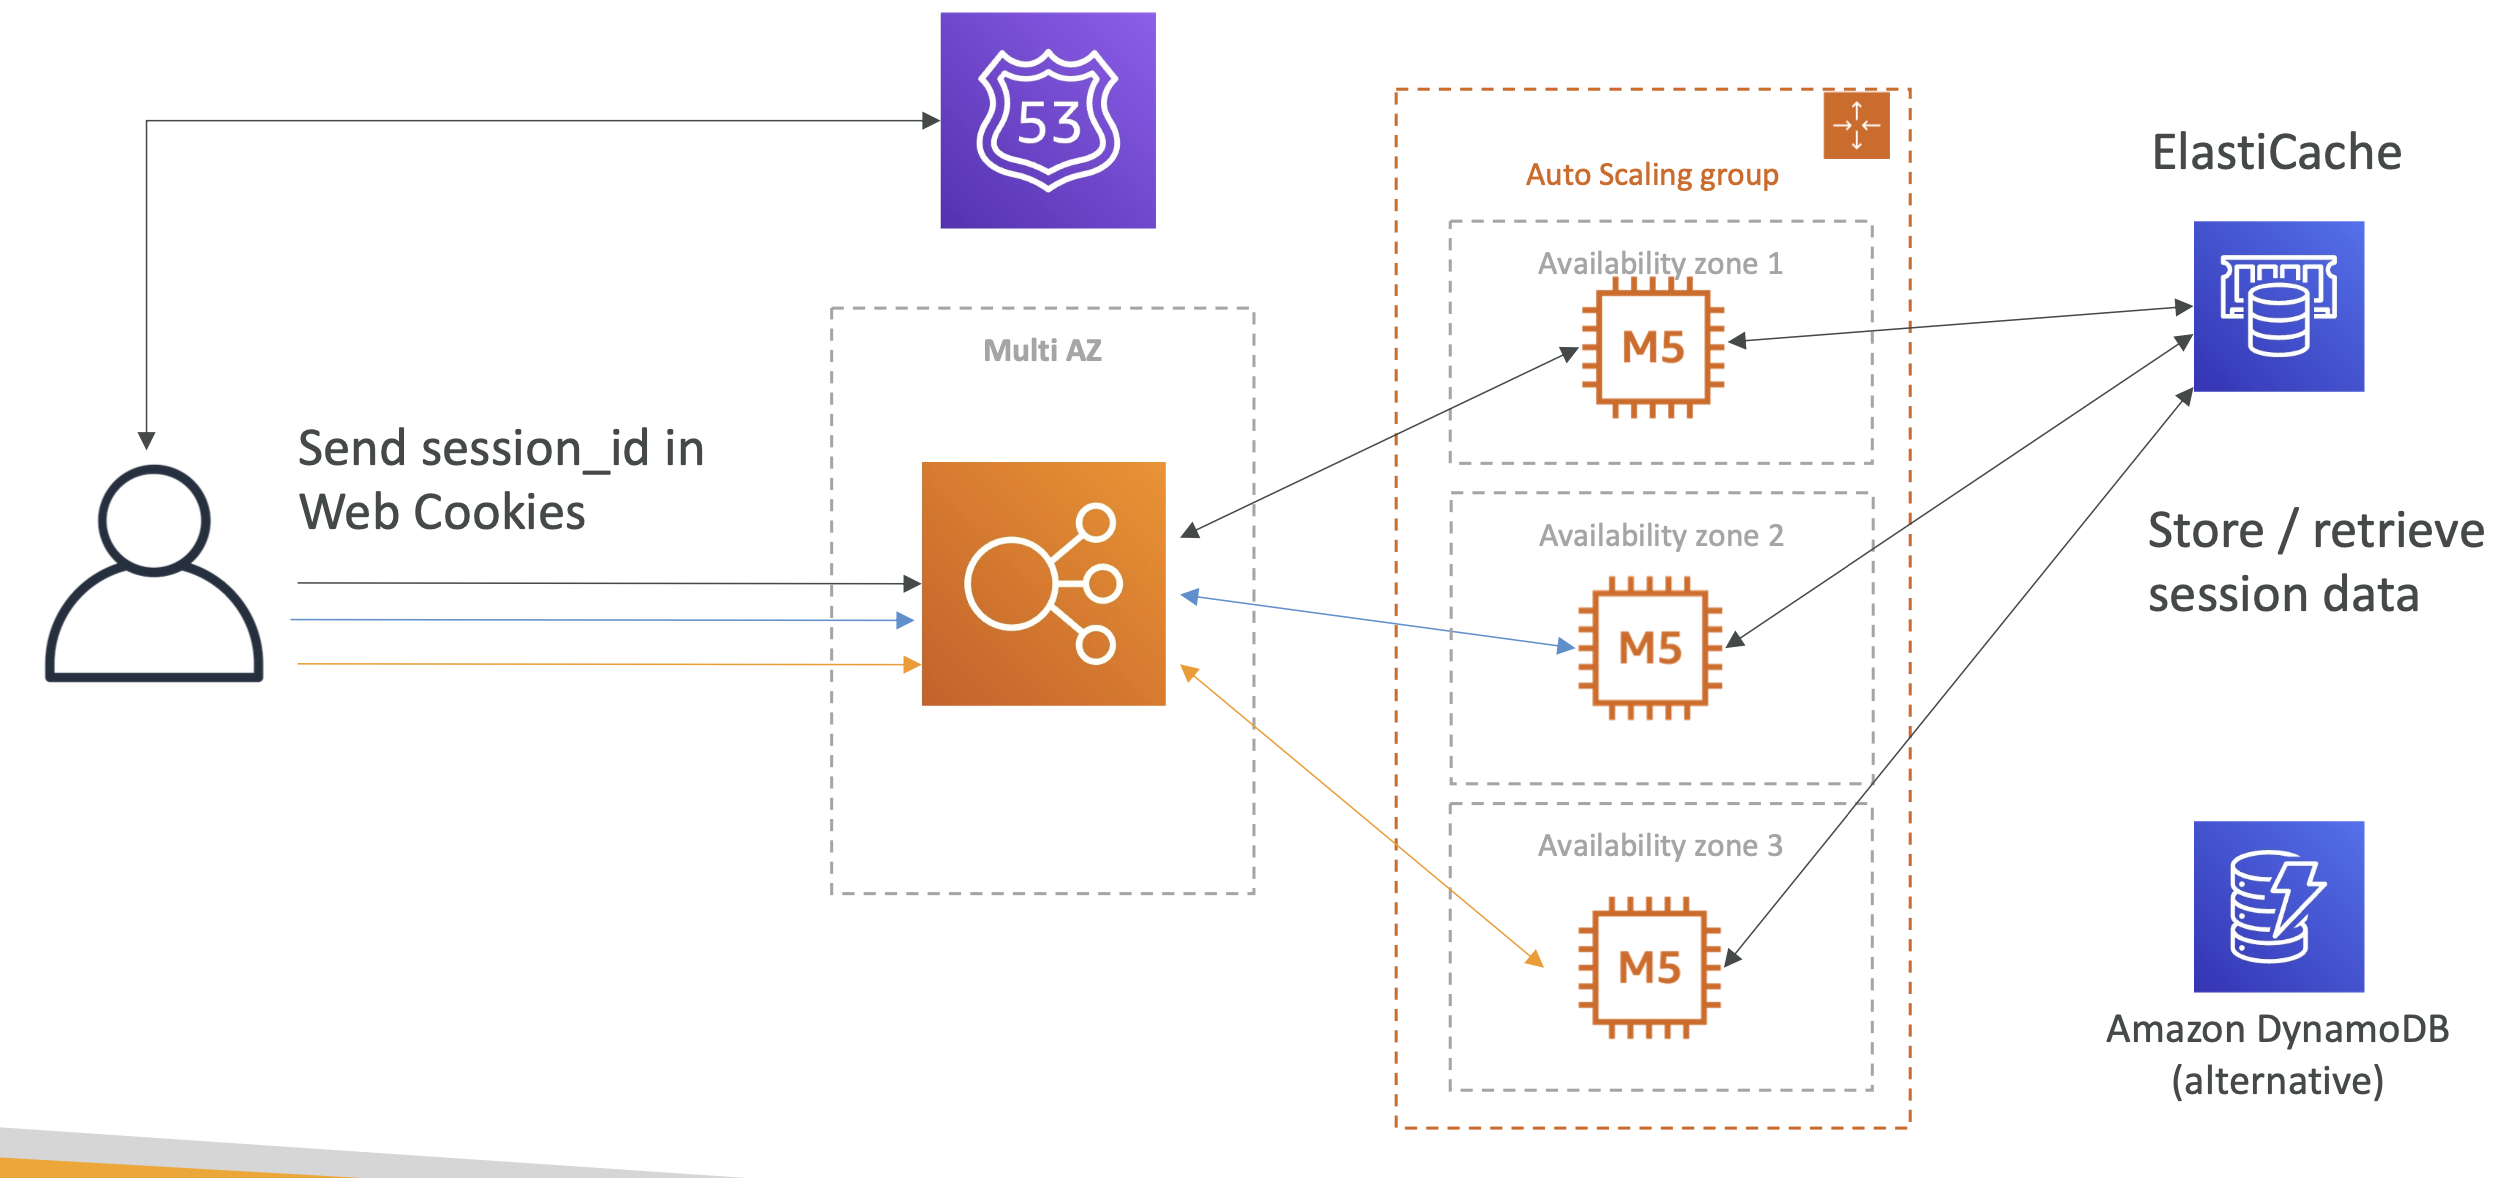 53
Auto Scaling group
ElastiCache
Availability zone 1
M5
Multi AZ
Send session_id in
Web Cookies
Availability zone 2
M5
Store / retrieve
session data
Availability zone 3
M5
Amazon DynamoDB
(alternative)